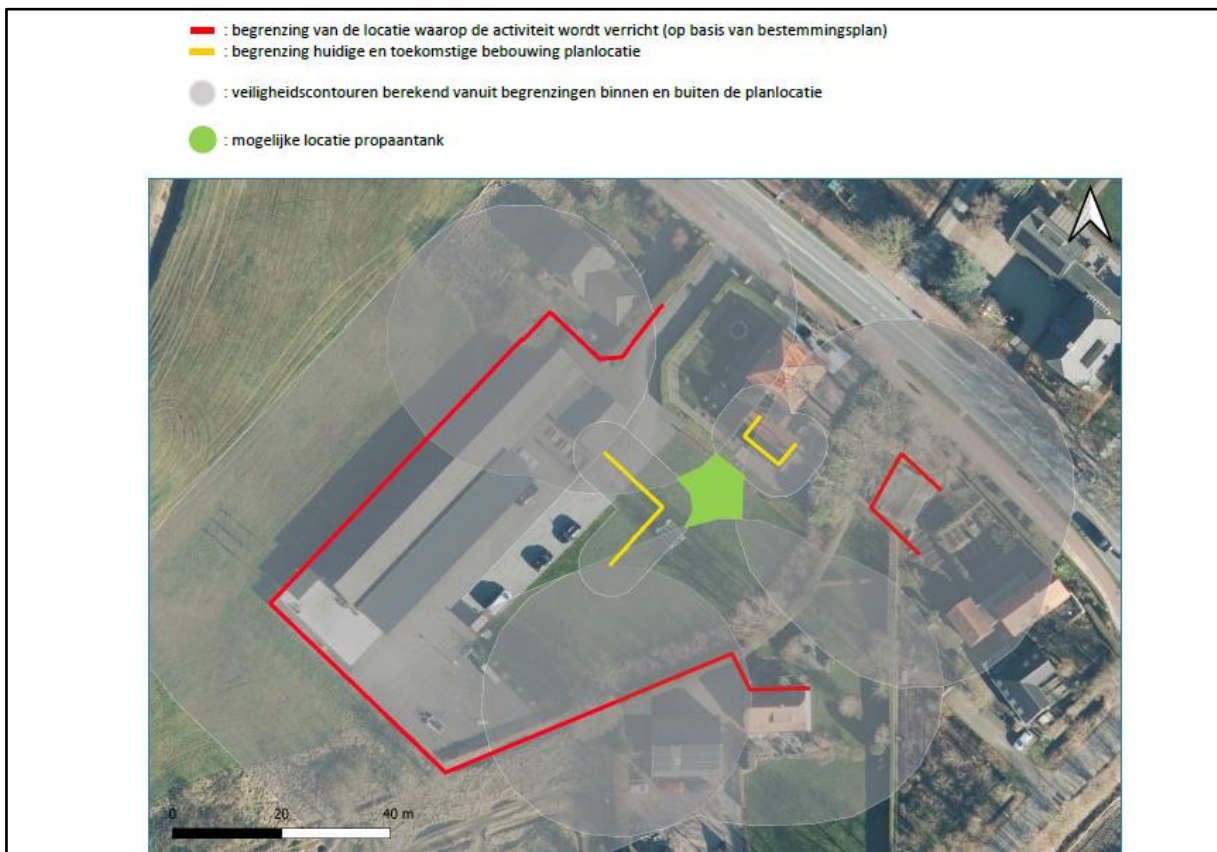 : begrenzing van de locatie waarop de activiteit wordt verricht (op basis van bestemmingsplan)
: begrenzing huidige en toekomstige bebouwing planlocatie
: veiligheidscontouren berekend vanuit begrenzingen binnen en buiten de planlocatie
: mogelijke locatie propaantank
0 20 40 m